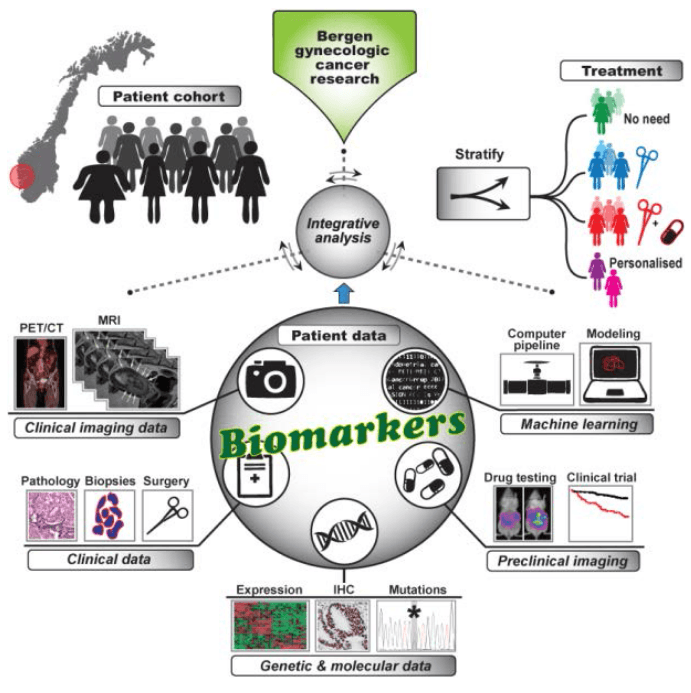 Bergen
gynecologic
cancer
research
Patient cohort
Treatment
No need
Stratify
+
Personalised
Integrative
analysis
Patient data
PET/CT
MRI
Clinical imaging data
Computer
pipeline
Modeling
Machine learning
Biomarkers
Pathology
Biopsies
Surgery
Clinical data
Drug testing
Clinical trial
Preclinical imaging
Expression
IHC
Mutations
*
Genetic & molecular data